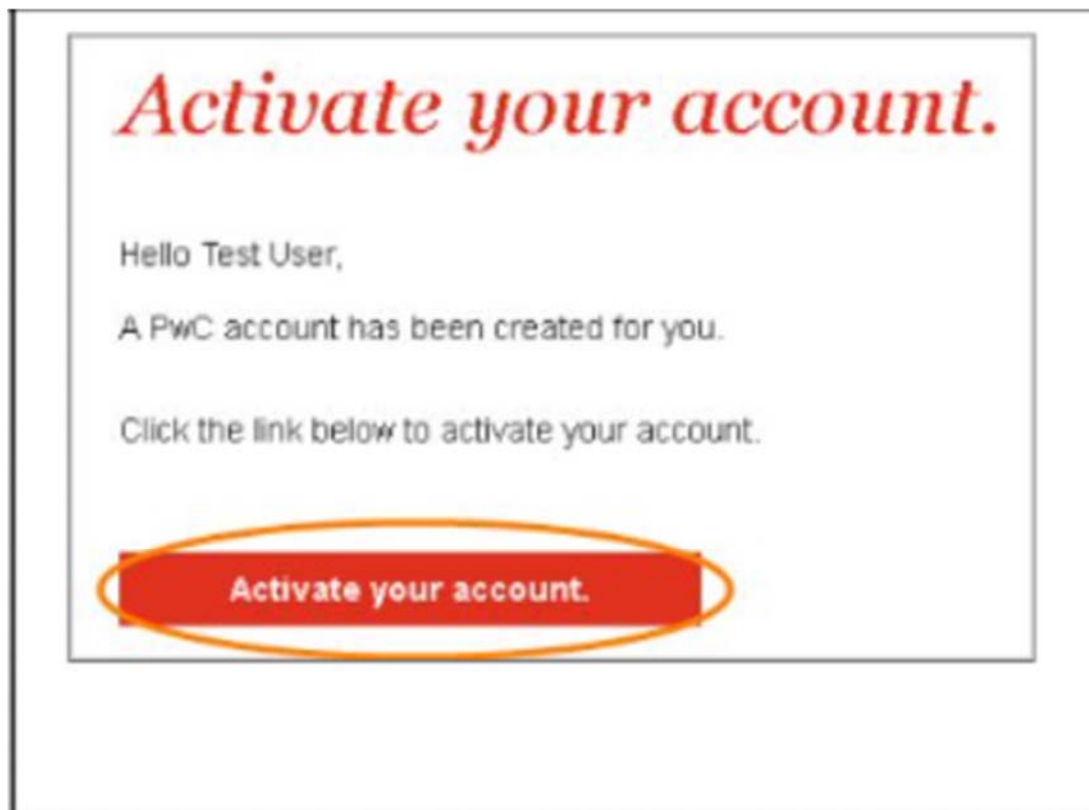 Activate your account.
Hello Test User,
A PwC account has been created for you.
Click the link below to activate your account.
Activate your account.